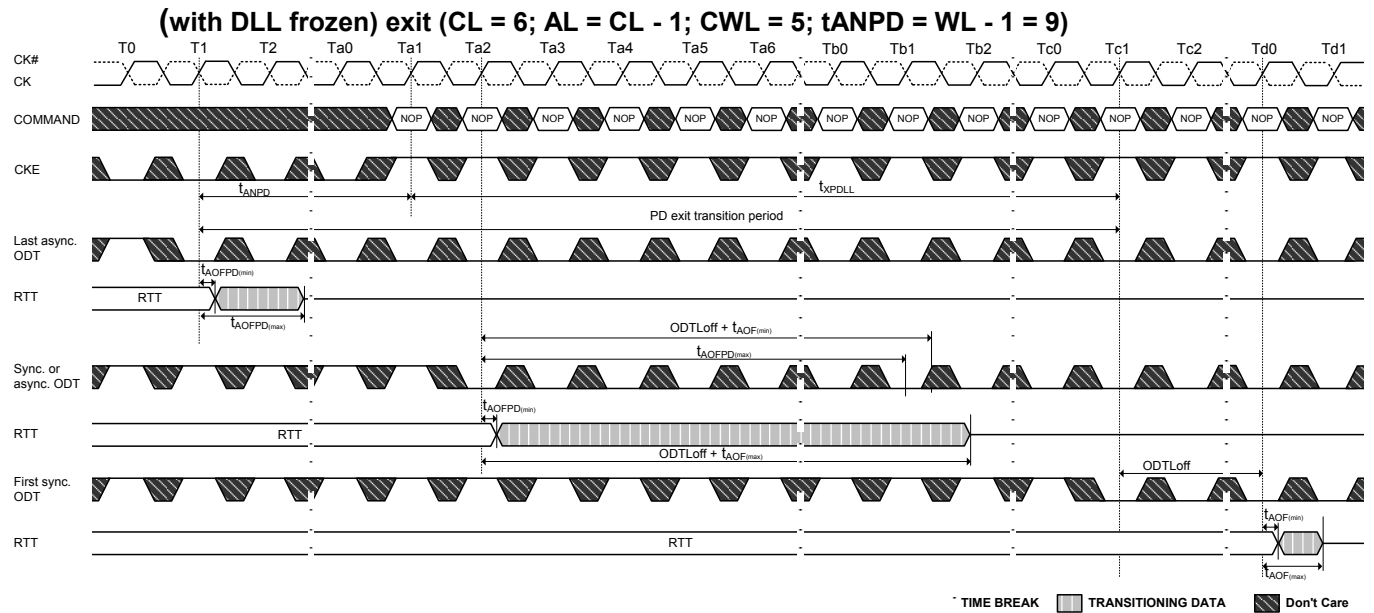 (with DLL frozen) exit (CL = 6; AL = CL - 1; CWL = 5; tANPD = WL - 1 = 9)
T0 T1 T2 Ta0 Ta1 Ta2 Ta3 Ta4 Ta5 Ta6 Tb0 Tb1 Tb2 Tc0 Tc1 Tc2 Td0 Td1
CK#
CK
COMMAND NOP NOP NOP NOP NOP NOP NOP NOP NOP NOP NOP NOP NOP NOP
CKE
tANPD tXPDLL
PD exit transition period
Last async.
ODT
tAOFPD(min)
RTT RTT
tAOFPD(max)
ODTLoff + tAOF(min)
tAOFPD(max)
Sync. or
async. ODT
tAOFPD(min)
RTT RTT
ODTLoff + tAOF(max)
ODTLoff
First sync.
ODT
tAOF(min)
RTT RTT
tAOF(max)
TIME BREAK TRANSITIONING DATA Don't Care